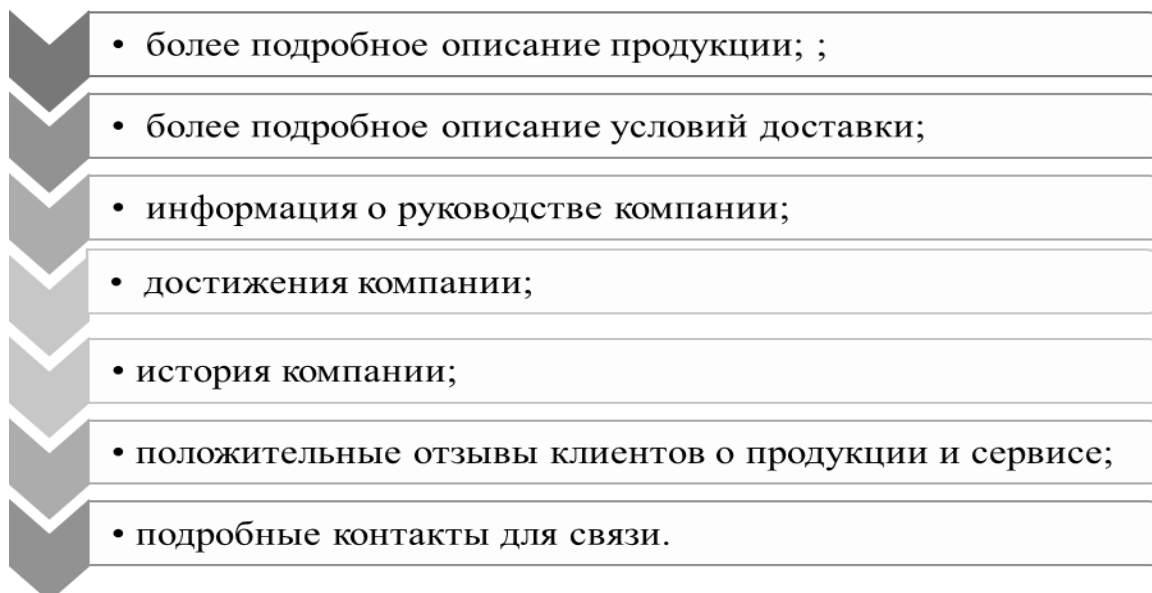 • более подробное описание продукции; ;
• более подробное описание условий доставки;
• информация о руководстве компании;
• достижения компании;
• история компании;
• положительные отзывы клиентов о продукции и сервисе;
• подробные контакты для связи.